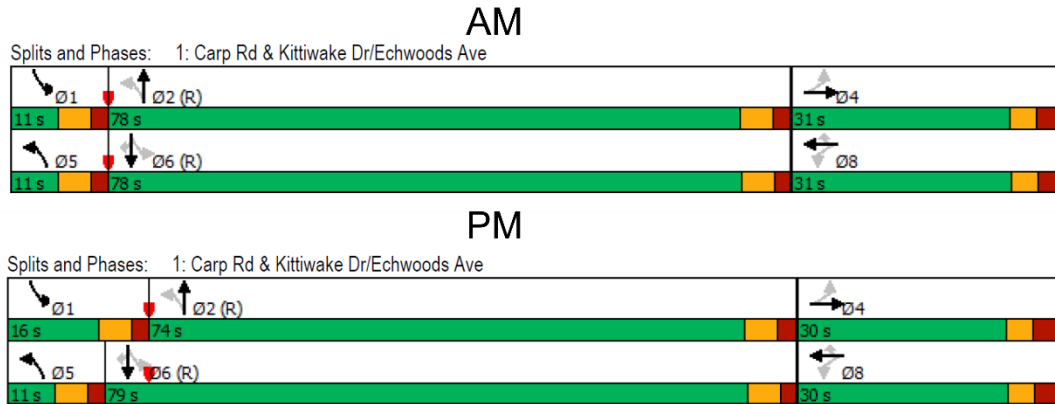 AM
Splits and Phases: 1: Carp Rd & Kittiwake Dr/Echwoods Ave
Ø1 Ø2 (R) Ø4
11 s 78 s 31 s
Ø5 Ø6 (R) Ø8
11 s 78 s 31 s
PM
Splits and Phases: 1: Carp Rd & Kittiwake Dr/Echwoods Ave
Ø1 Ø2 (R) Ø4
16 s 74 s 30 s
Ø5 Ø6 (R) Ø8
11 s 79 s 30 s